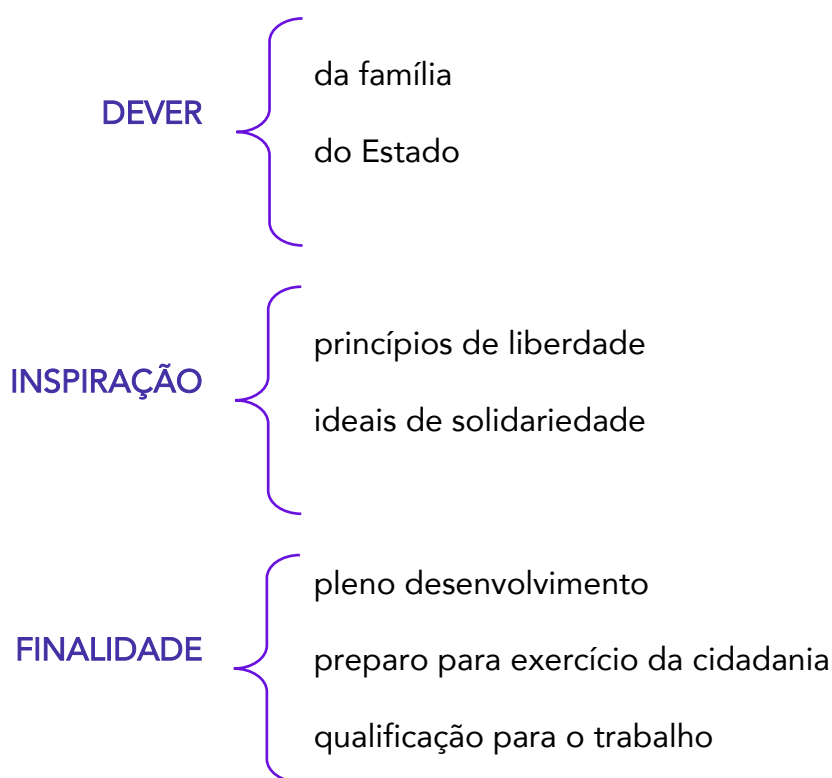 da família
DEVER
do Estado
princípios de liberdade
INSPIRAÇÃO
ideais de solidariedade
pleno desenvolvimento
FINALIDADE
preparo para exercício da cidadania
qualificação para o trabalho